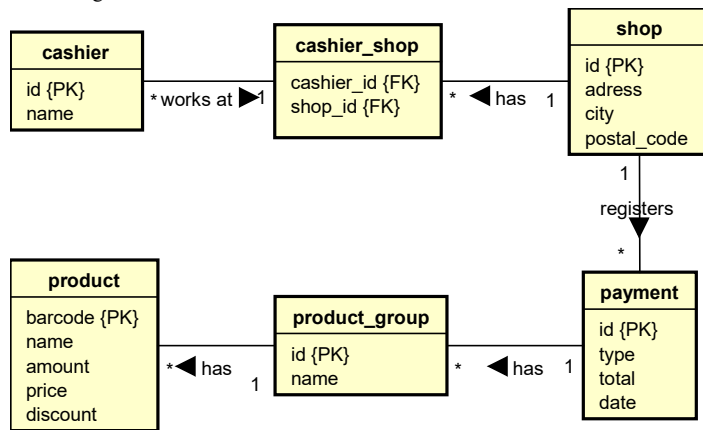 cashier
id {PK}
name
* works at 1
cashier_shop
cashier_id {FK}
shop_id {FK}
* has 1
shop
id {PK}
adress
city
postal_code
1
registers
*
product
barcode {PK}
name
amount
price
discount
* has 1
product_group
id {PK}
name
* has 1
payment
id {PK}
type
total
date